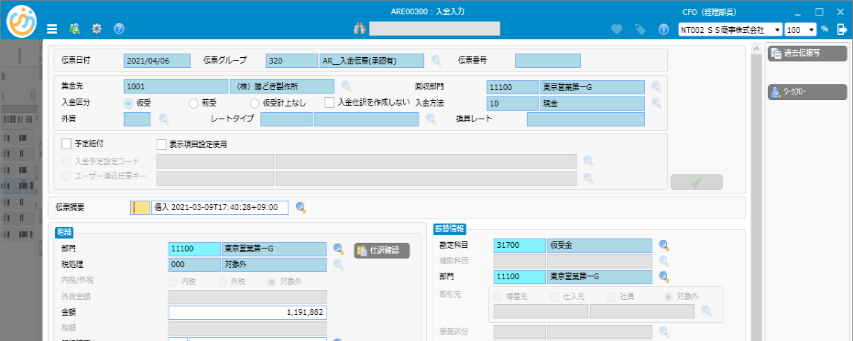 ARE00300 : 入金入力
CFO（経理部長）
NT002 ＳＳ商事株式会社 100 %
過去伝複写
ﾜｰｸﾌﾛｰ
伝票日付 2021/04/06 伝票グループ 320 AR__入金伝票(承認有) 伝票番号
集金先 1001 （株）勝どき製作所 回収部門 11100 東京営業第一G
入金区分 仮受 前受 仮受計上なし 入金仕訳を作成しない 入金方法 10 現金
外貨 レートタイプ 換算レート
予定紐付 表示項目設定使用
入金予定設定コード
ユーザー消込任意キー
伝票摘要 借入 2021-03-09T17:40:28+09:00
明細
部門 11100 東京営業第一G 仕訳確認
税処理 000 対象外
内税/外税 内税 外税 対象外
外貨金額
金額 1,191,882
税額
振替情報
勘定科目 31700 仮受金
補助科目
部門 11100 東京営業第一G
取引先 得意先 仕入先 社員 対象外
事業区分